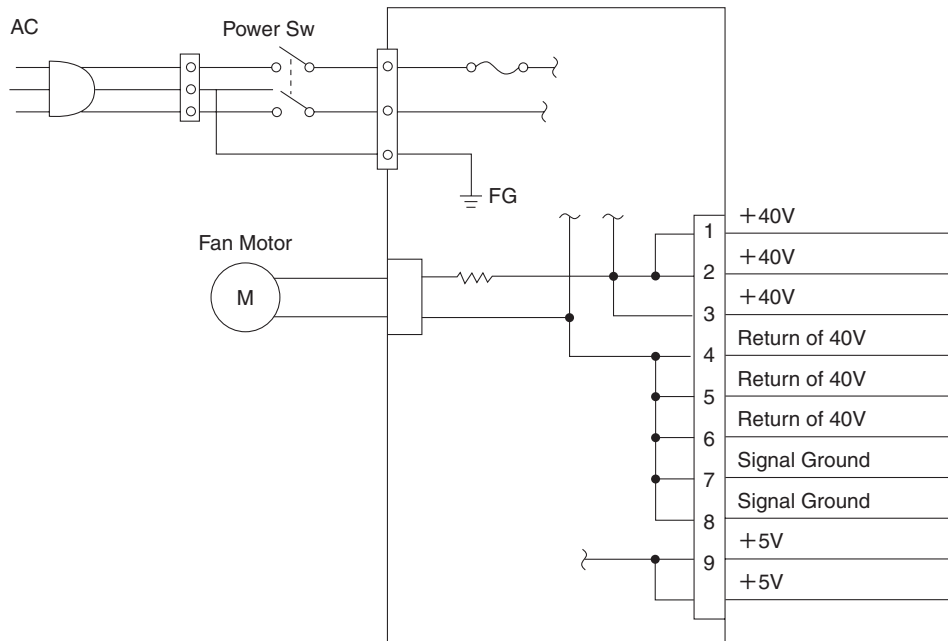 AC
Power Sw
FG
Fan Motor
M
1 +40V
2 +40V
3 +40V
4 Return of 40V
5 Return of 40V
6 Return of 40V
7 Signal Ground
8 Signal Ground
9 +5V
+5V